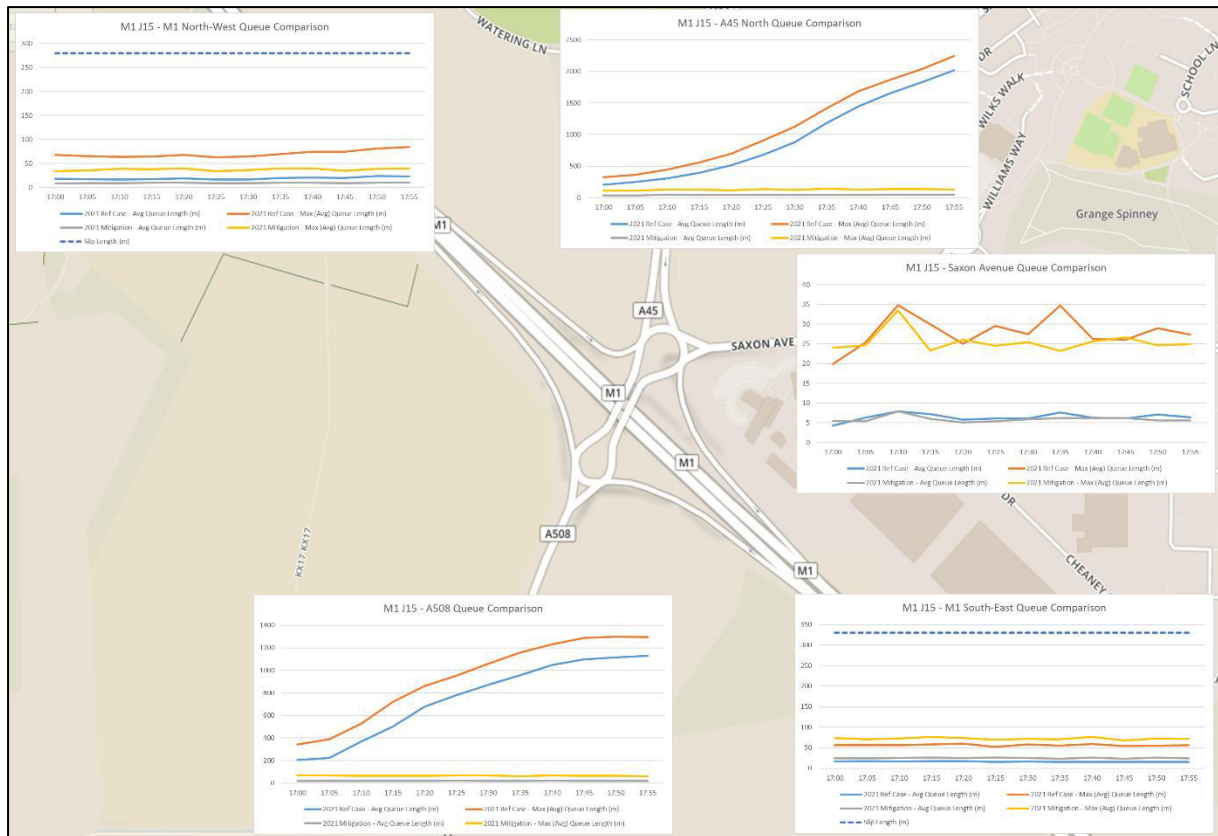 M1 J15 - M1 North-West Queue Comparison
300
250
200
150
100
50
0
17:00 17:05 17:10 17:15 17:20 17:25 17:30 17:35 17:40 17:45 17:50 17:55
2021 Ref Case - Avg Queue Length (m) 2021 Ref Case - Max (Avg) Queue Length (m)
2021 Mitigation - Avg Queue Length (m) 2021 Mitigation - Max (Avg) Queue Length (m)
Slip Length (m)
WATERING LN
M1 J15 - A45 North Queue Comparison
2500
2000
1500
1000
500
0
17:00 17:05 17:10 17:15 17:20 17:25 17:30 17:35 17:40 17:45 17:50 17:55
2021 Ref Case - Avg Queue Length (m) 2021 Ref Case - Max (Avg) Queue Length (m)
2021 Mitigation - Avg Queue Length (m) 2021 Mitigation - Max (Avg) Queue Length (m)
DR
WILKS WALK
SCHOOL LN
WILLIAMS WAY
Grange Spinney
M1
A45
SAXON AVE
M1 J15 - Saxon Avenue Queue Comparison
40
35
30
25
20
15
10
5
0
17:00 17:05 17:10 17:15 17:20 17:25 17:30 17:35 17:40 17:45 17:50 17:55
2021 Ref Case - Avg Queue Length (m) 2021 Ref Case - Max (Avg) Queue Length (m)
2021 Mitigation - Avg Queue Length (m) 2021 Mitigation - Max (Avg) Queue Length (m)
M1
M1
KX17 KX17
A508
DR
CHEANEY
M1
M1 J15 - A508 Queue Comparison
1400
1200
1000
800
600
400
200
0
17:00 17:05 17:10 17:15 17:20 17:25 17:30 17:35 17:40 17:45 17:50 17:55
2021 Ref Case - Avg Queue Length (m) 2021 Ref Case - Max (Avg) Queue Length (m)
2021 Mitigation - Avg Queue Length (m) 2021 Mitigation - Max (Avg) Queue Length (m)
M1 J15 - M1 South-East Queue Comparison
350
300
250
200
150
100
50
0
17:00 17:05 17:10 17:15 17:20 17:25 17:30 17:35 17:40 17:45 17:50 17:55
2021 Ref Case - Avg Queue Length (m) 2021 Ref Case - Max (Avg) Queue Length (m)
2021 Mitigation - Avg Queue Length (m) 2021 Mitigation - Max (Avg) Queue Length (m)
Slip Length (m)